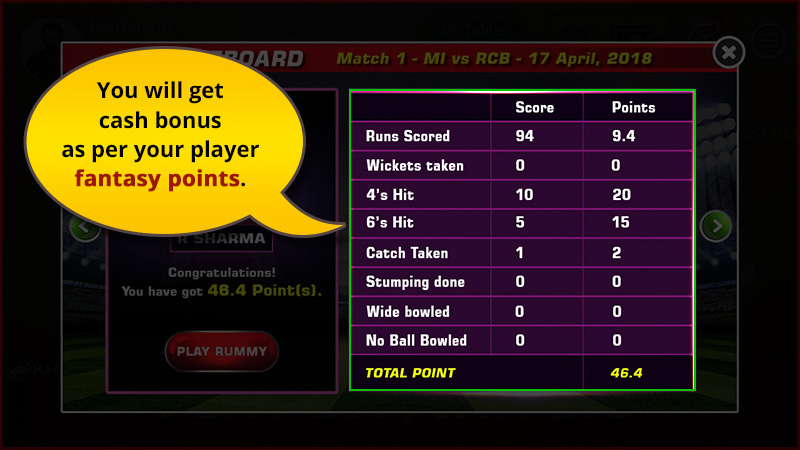 My Tables
BOARD
Match 1 - MI vs RCB - 17 April, 2018
You will get
cash bonus
as per your player
fantasy points.
R SHARMA
Congratulations!
You have got 46.4 Point(s).
PLAY RUMMY
Score Points
Runs Scored 94 9.4
Wickets taken 0 0
4's Hit 10 20
6's Hit 5 15
Catch Taken 1 2
Stumping done 0 0
Wide bowled 0 0
No Ball Bowled 0 0
TOTAL POINT 46.4